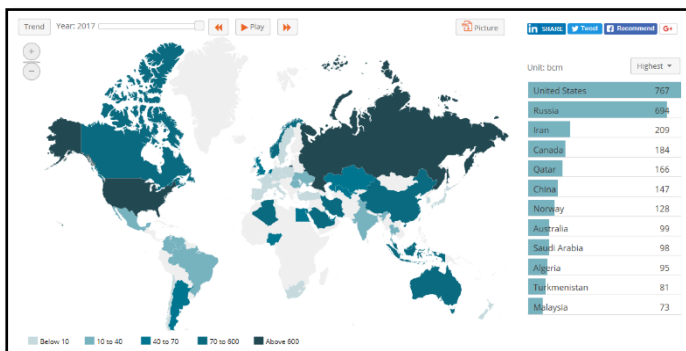 Trend Year: 2017 Play Picture
in SHARE Tend f Recommend G+
+
−
Unit: bcm Highest
United States 767
Russia 694
Iran 209
Canada 184
Qatar 166
China 147
Norway 128
Australia 99
Saudi Arabia 98
Algeria 95
Turkmenistan 81
Malaysia 73
Below 10 10 to 40 40 to 70 70 to 600 Above 600